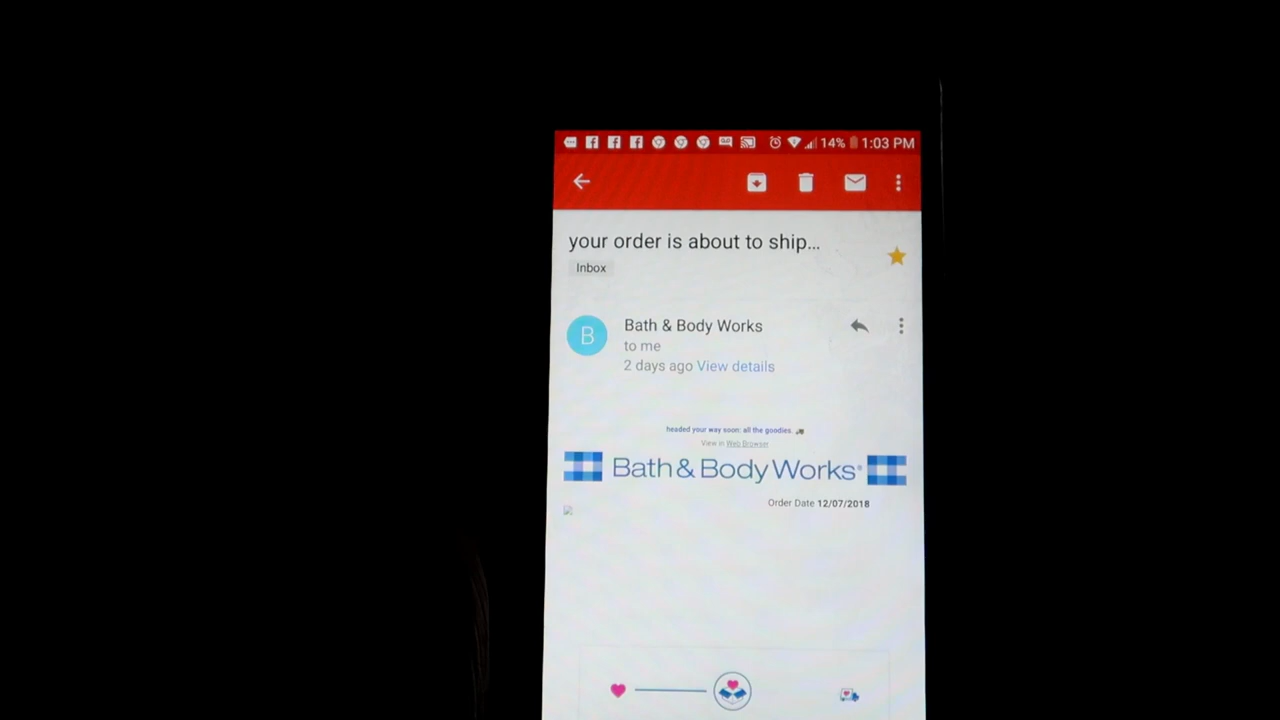 14% 1:03 PM
your order is about to ship...
Inbox
B
Bath & Body Works
to me
2 days ago View details
headed your way soon: all the goodies.
View in Web Browser
Bath & Body Works®
Order Date 12/07/2018